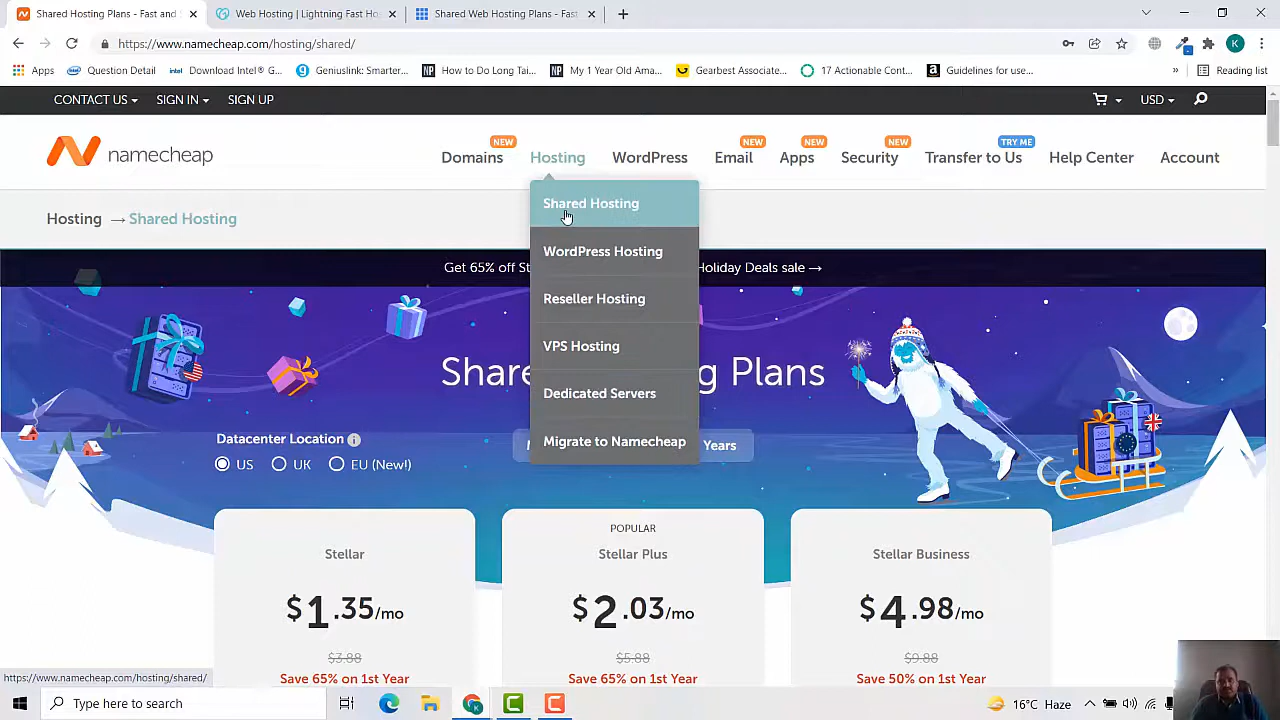 Shared Hosting Plans - Fast and
Web Hosting | Lightning Fast Ho
Shared Web Hosting Plans - Fast-
https://www.namecheap.com/hosting/shared/
K
Apps
Question Detail
Download Intel® G...
Geniuslink: Smarter...
How to Do Long Tai...
My 1 Year Old Ama...
Gearbest Associate...
17 Actionable Cont...
Guidelines for use...
»
Reading list
CONTACT US
SIGN IN
SIGN UP
USD
namecheap
NEW
NEW
NEW
NEW
TRY ME
Domains
Hosting
WordPress
Email
Apps
Security
Transfer to Us
Help Center
Account
Hosting → Shared Hosting
Shared Hosting
WordPress Hosting
Reseller Hosting
VPS Hosting
Dedicated Servers
Migrate to Namecheap
Get 65% off St
Holiday Deals sale →
Share
g Plans
Datacenter Location
US
UK
EU (New!)
Years
Stellar
$1.35/mo
$3.88
Save 65% on 1st Year
POPULAR
Stellar Plus
$2.03/mo
$5.88
Save 65% on 1st Year
Stellar Business
$4.98/mo
$9.88
Save 50% on 1st Year
https://www.namecheap.com/hosting/shared/
Type here to search
16°C Haze